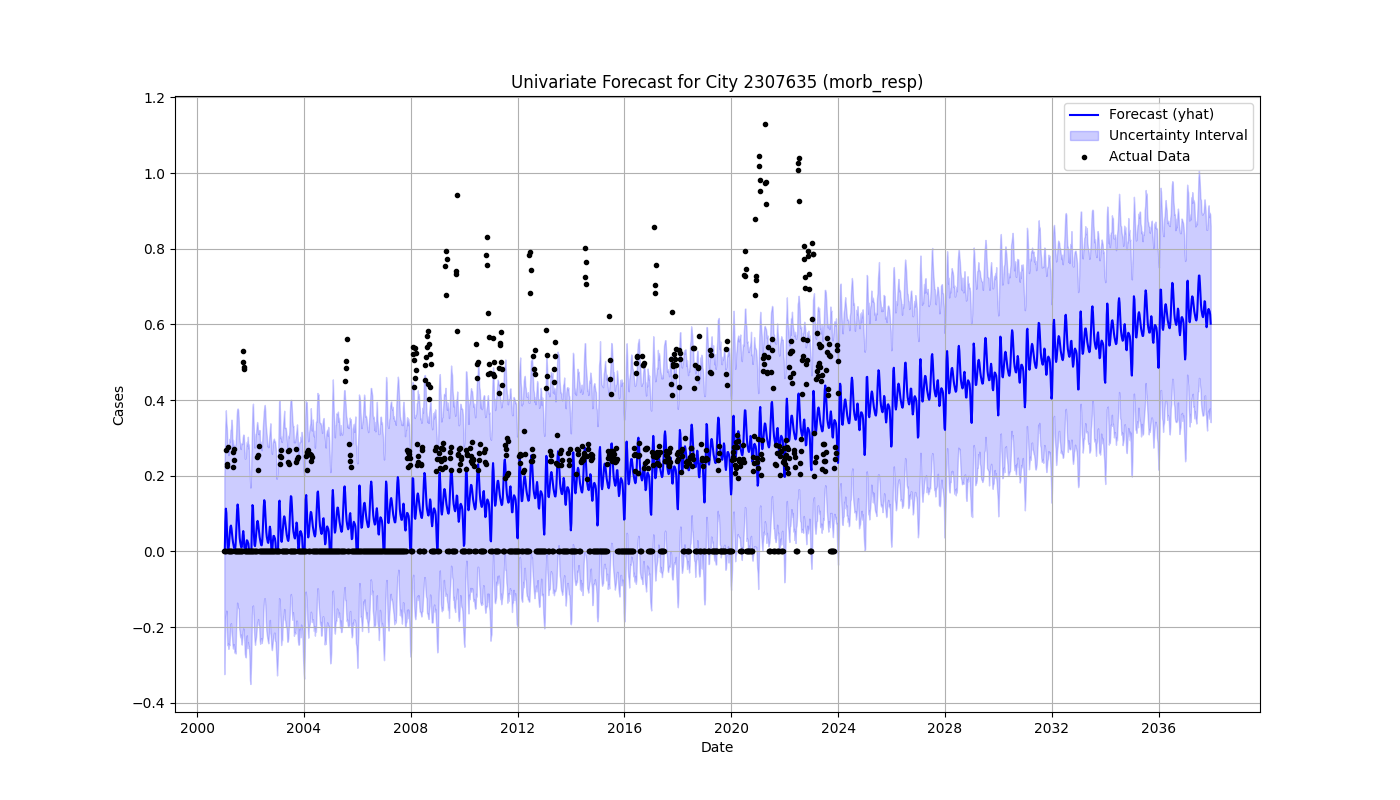 Univariate Forecast for City 2307635 (morb_resp)
Forecast (yhat)
Uncertainty Interval
Actual Data
Cases
1.2
1.0
0.8
0.6
0.4
0.2
0.0
−0.2
−0.4
2000 2004 2008 2012 2016 2020 2024 2028 2032 2036
Date